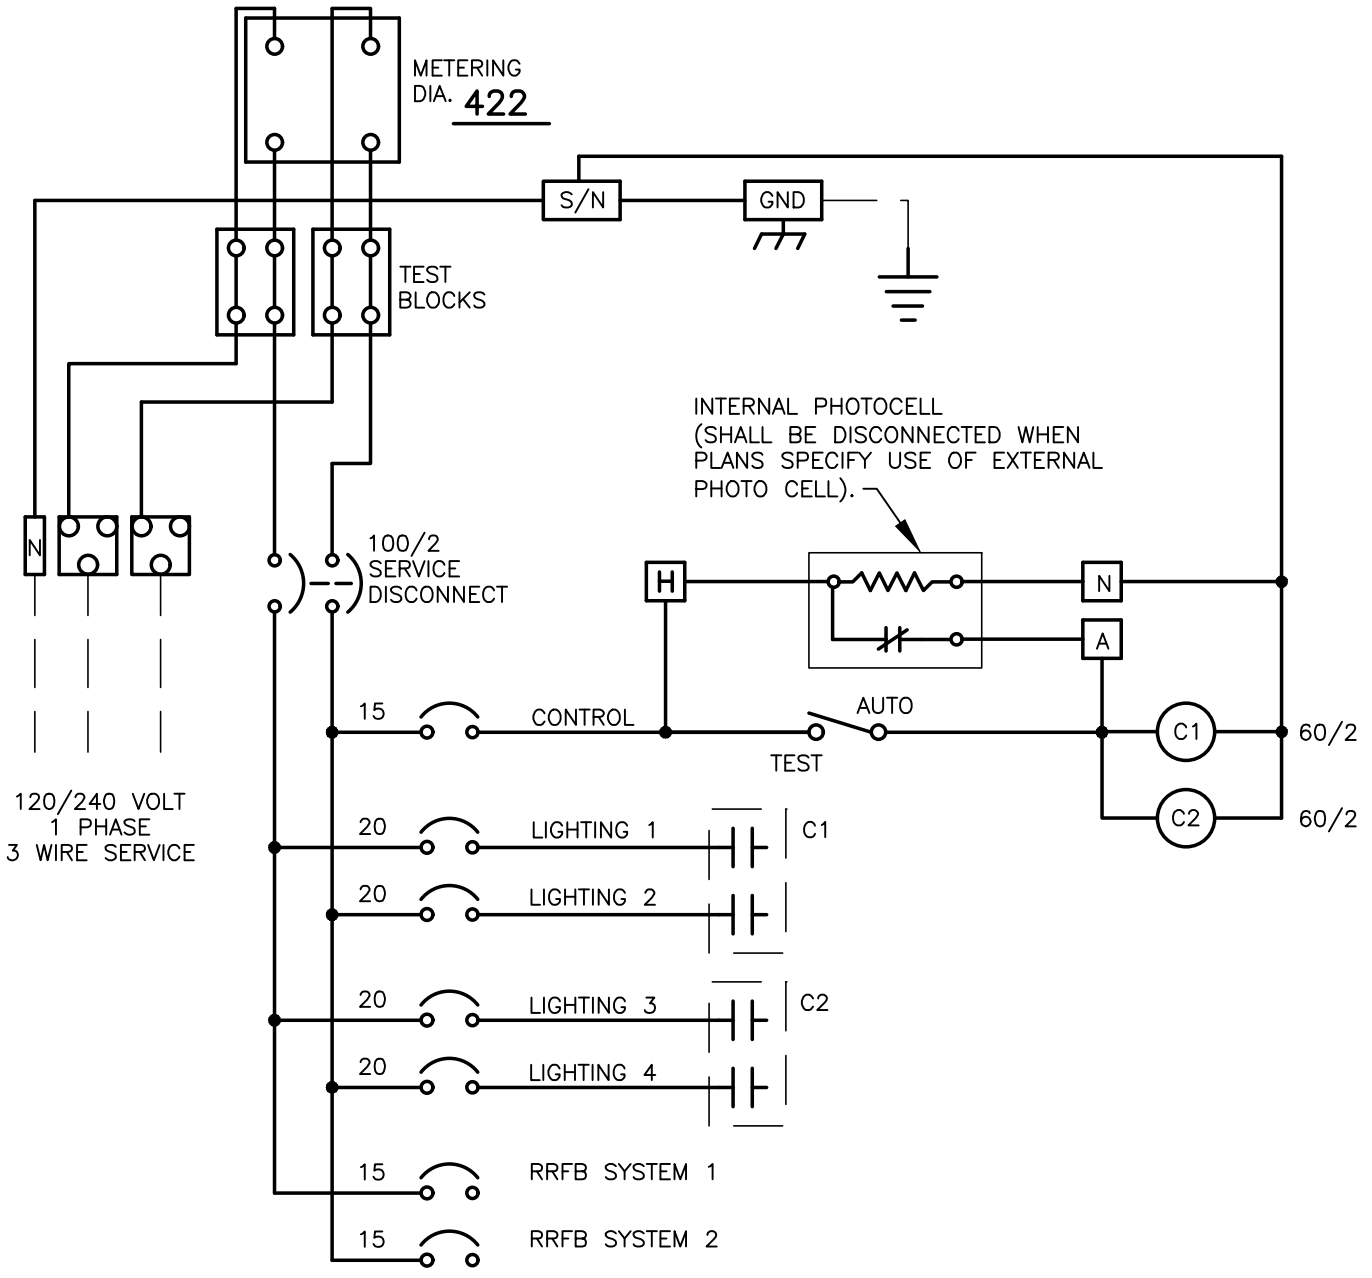 METERING
DIA. 422
S/N
GND
TEST
BLOCKS
INTERNAL PHOTOCELL
(SHALL BE DISCONNECTED WHEN
PLANS SPECIFY USE OF EXTERNAL
PHOTO CELL).
N
100/2
SERVICE
DISCONNECT
H
N
A
15
CONTROL
AUTO
TEST
C1
60/2
C2
60/2
120/240 VOLT
1 PHASE
3 WIRE SERVICE
20
LIGHTING 1
C1
20
LIGHTING 2
20
LIGHTING 3
C2
20
LIGHTING 4
15
RRFB SYSTEM 1
15
RRFB SYSTEM 2